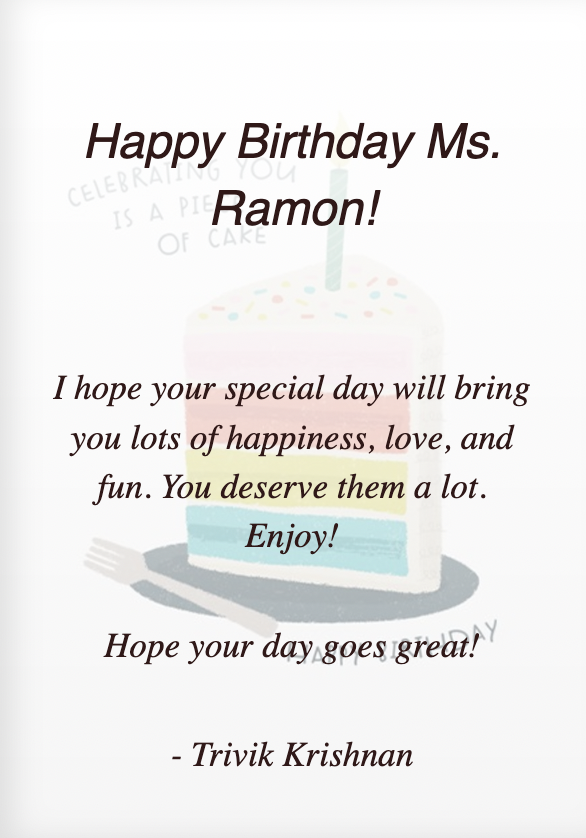 Happy Birthday Ms.
Ramon!
CELEBRATING YOU
IS A PIECE
OF CAKE
I hope your special day will bring
you lots of happiness, love, and
fun. You deserve them a lot.
Enjoy!
Hope your day goes great!
HAPPY BIRTHDAY
- Trivik Krishnan